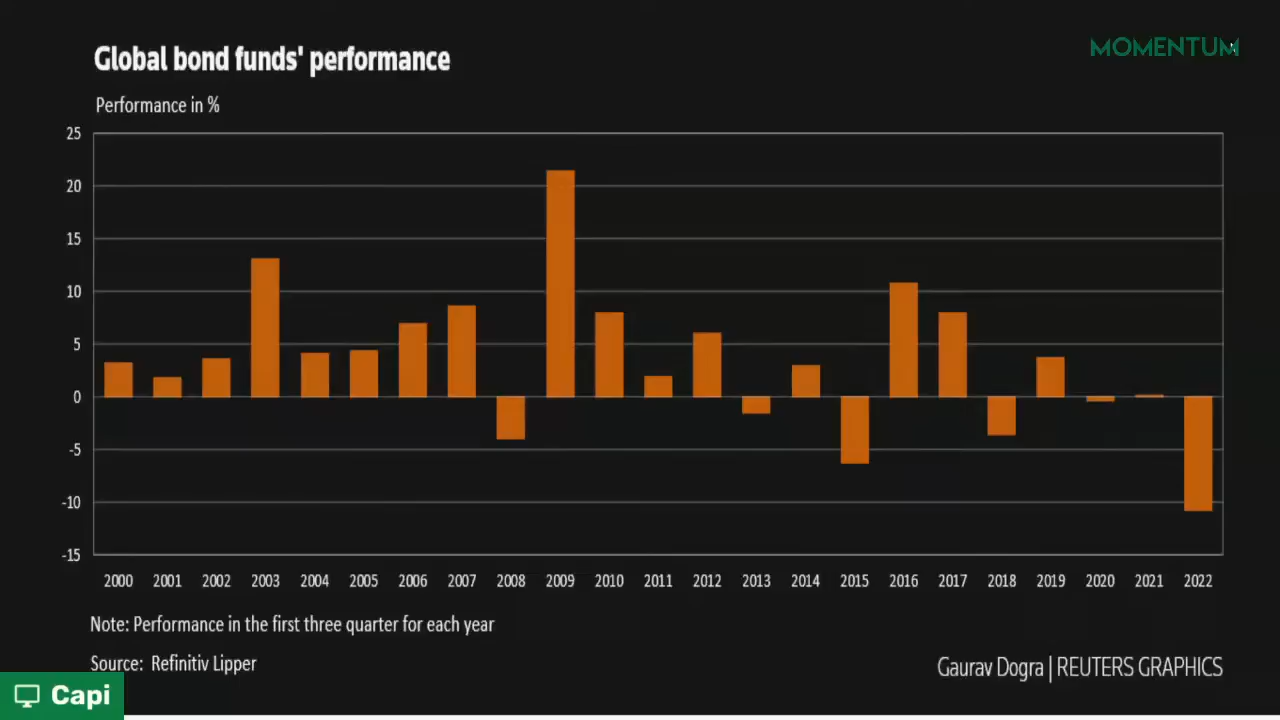 MOMENTUM
Global bond funds' performance
Performance in %
25
20
15
10
5
0
-5
-10
-15
2000 2001 2002 2003 2004 2005 2006 2007 2008 2009 2010 2011 2012 2013 2014 2015 2016 2017 2018 2019 2020 2021 2022
Note: Performance in the first three quarter for each year
Source: Refinitiv Lipper
Gaurav Dogra | REUTERS GRAPHICS
Capi